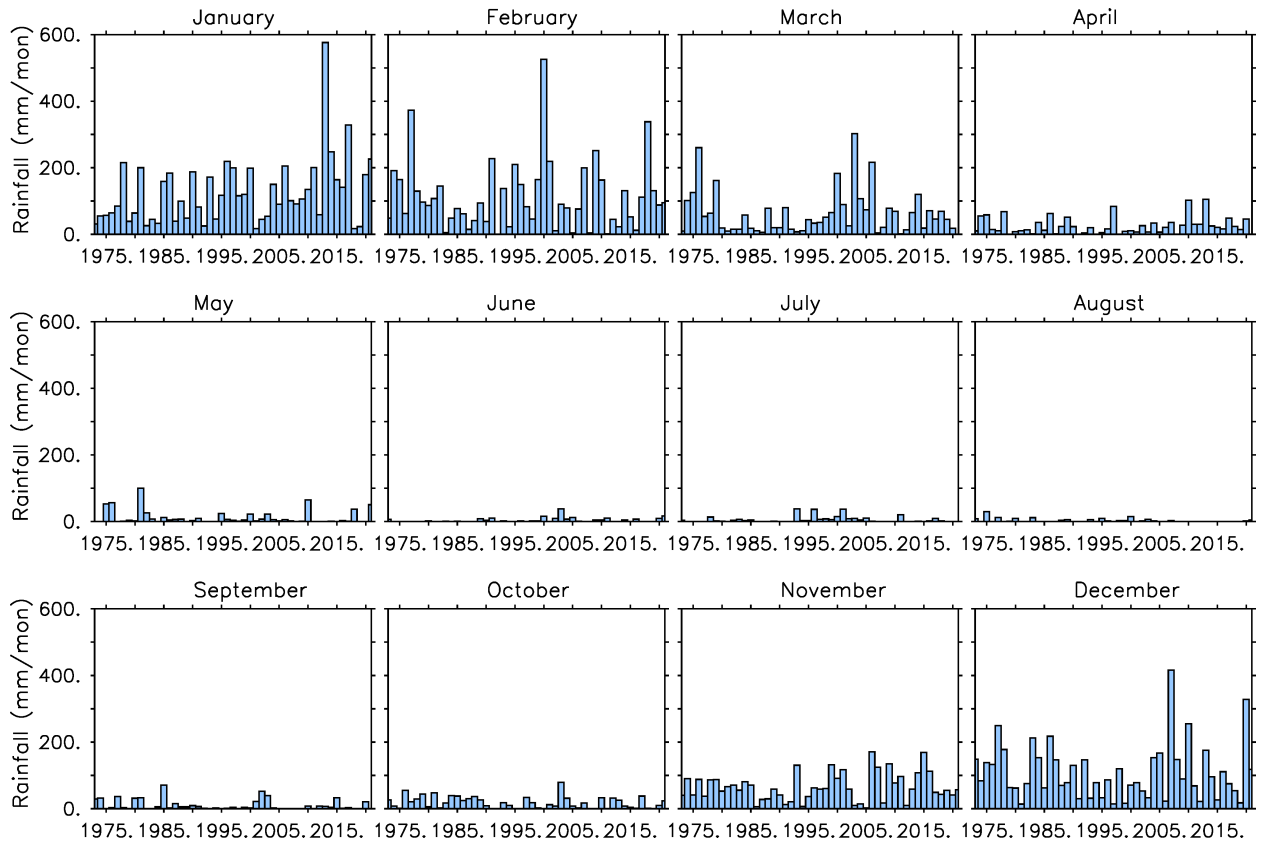 January February March April
600.
400.
200.
0.
Rainfall (mm/mon)
1975. 1985. 1995. 2005. 2015. 1975. 1985. 1995. 2005. 2015. 1975. 1985. 1995. 2005. 2015. 1975. 1985. 1995. 2005. 2015.
May June July August
600.
400.
200.
0.
Rainfall (mm/mon)
1975. 1985. 1995. 2005. 2015. 1975. 1985. 1995. 2005. 2015. 1975. 1985. 1995. 2005. 2015. 1975. 1985. 1995. 2005. 2015.
September October November December
600.
400.
200.
0.
Rainfall (mm/mon)
1975. 1985. 1995. 2005. 2015. 1975. 1985. 1995. 2005. 2015. 1975. 1985. 1995. 2005. 2015. 1975. 1985. 1995. 2005. 2015.